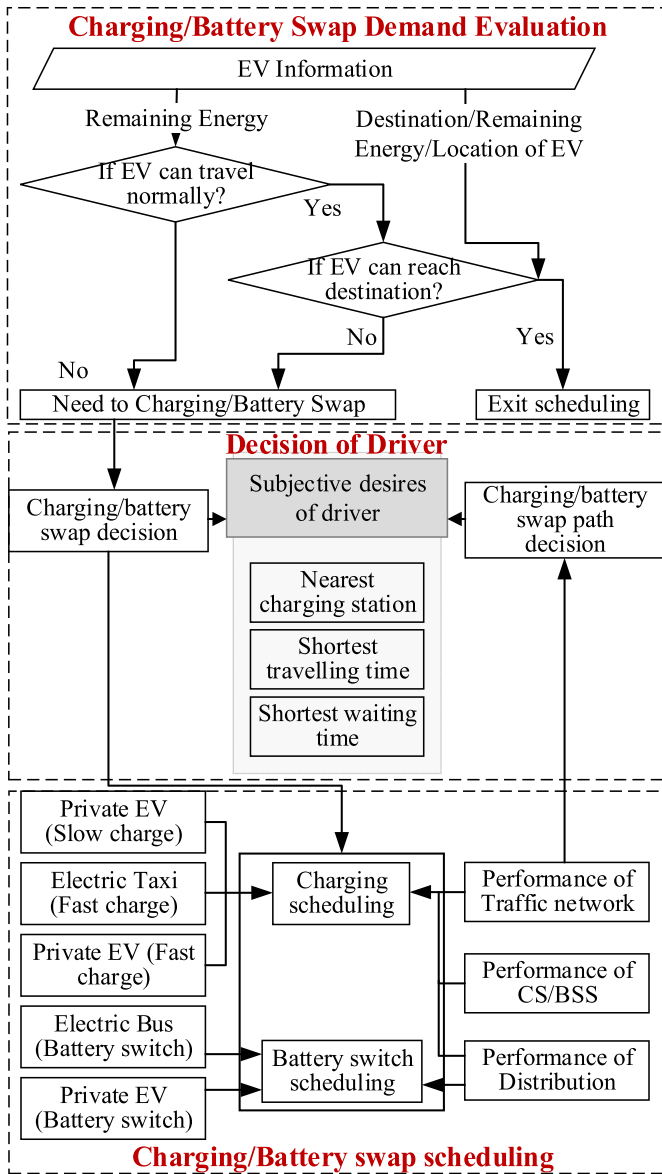 Charging/Battery Swap Demand Evaluation
EV Information
Remaining Energy
Destination/Remaining
Energy/Location of EV
If EV can travel
normally?
Yes
If EV can reach
destination?
No
Yes
No
Need to Charging/Battery Swap
Exit scheduling
Decision of Driver
Charging/battery
swap decision
Subjective desires
of driver
Charging/battery
swap path
decision
Nearest
charging station
Shortest
travelling time
Shortest waiting
time
Private EV
(Slow charge)
Electric Taxi
(Fast charge)
Private EV (Fast
charge)
Electric Bus
(Battery switch)
Private EV
(Battery switch)
Charging
scheduling
Battery switch
scheduling
Performance of
Traffic network
Performance of
CS/BSS
Performance of
Distribution
Charging/Battery swap scheduling